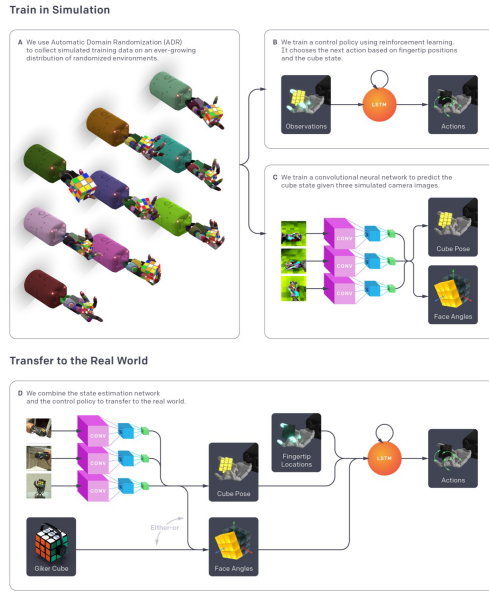 Train in Simulation
A We use Automatic Domain Randomization (ADR)
to collect simulated training data on an ever-growing
distribution of randomized environments.
B We train a control policy using reinforcement learning.
It chooses the next action based on fingertip positions
and the cube state.
LSTM
Observations
Actions
C We train a convolutional neural network to predict the
cube state given three simulated camera images.
CONV
CONV
CONV
Cube Pose
Face Angles
Transfer to the Real World
D We combine the state estimation network
and the control policy to transfer to the real world.
CONV
CONV
CONV
Fingertip
Locations
LSTM
Actions
Cube Pose
Either-or
Giker Cube
Face Angles